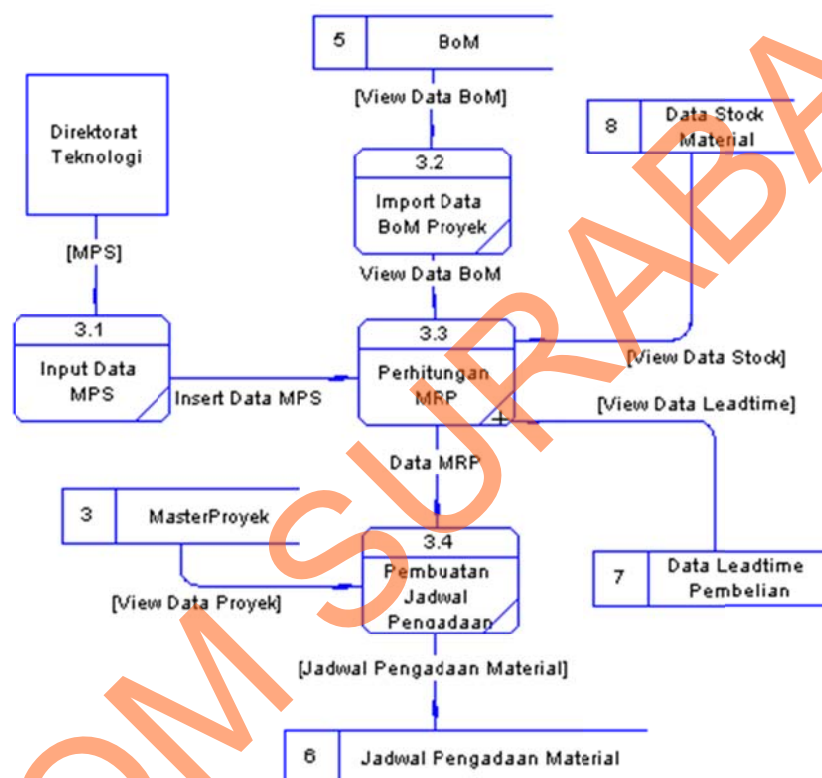 5
BoM
[View Data BoM]
Direktorat
Teknologi
8
Data Stock
Material
3.2
Import Data
BoM Proyek
[MPS]
View Data BoM
3.1
Input Data
MPS
3.3
Perhitungan
MRP
Insert Data MPS
[View Data Stock]
[View Data Leadtime]
Data MRP
3
MasterProyek
3.4
Pembuatan
Jadwal
Pengadaan
[View Data Proyek]
7
Data Leadtime
Pembelian
[Jadwal Pengadaan Material]
6
Jadwal Pengadaan Material
OM SURABA